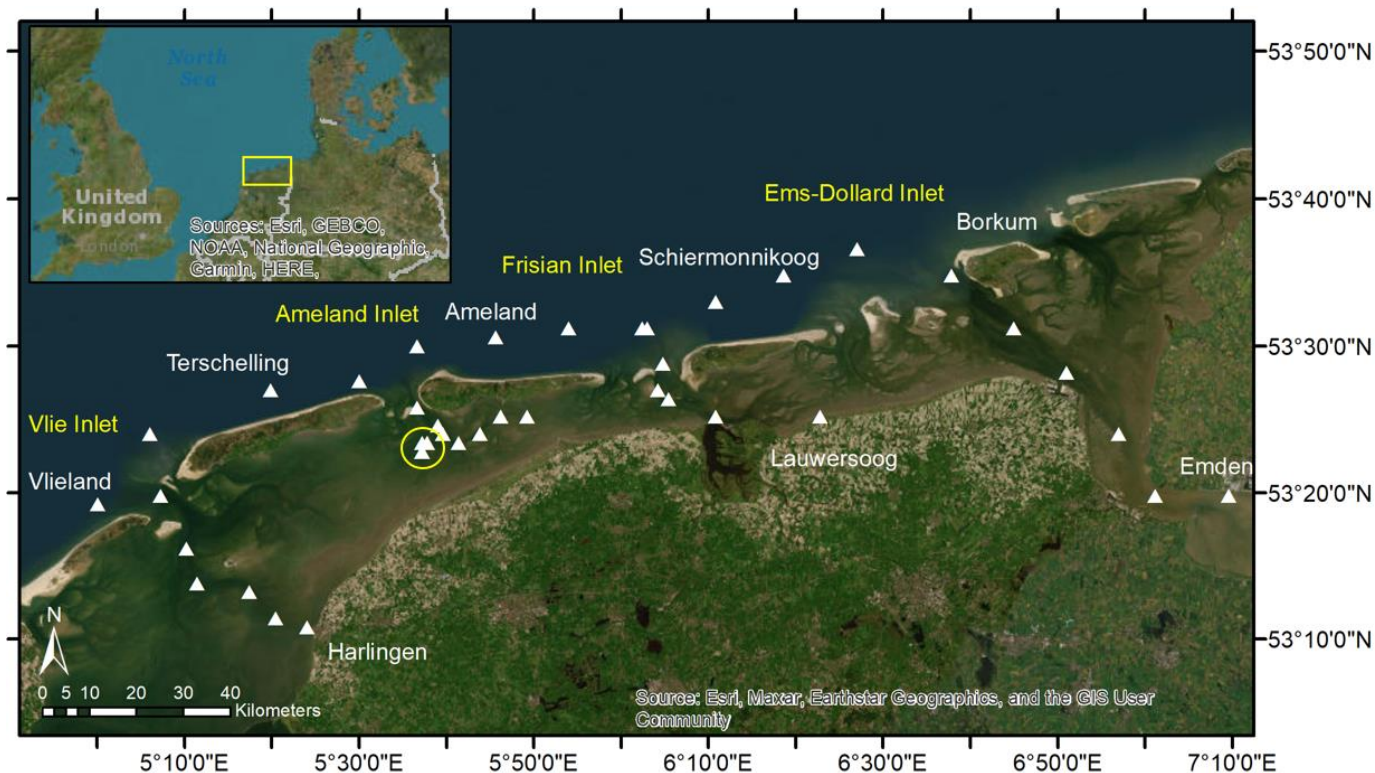 North
Sea
United
Kingdom
London
Sources: Esri, GEBCO,
NOAA, National Geographic,
Garmin, HERE,
53°50'0"N
Ems-Dollard Inlet
53°40'0"N
Borkum
Schiermonnikoog
Frisian Inlet
Ameland Inlet
Ameland
53°30'0"N
Terschelling
Vlie Inlet
Lauwersoog
Emden
Vlieland
53°20'0"N
N
53°10'0"N
Harlingen
0 5 10 20 30 40
Kilometers
Source: Esri, Maxar, Earthstar Geographics, and the GIS User
Community
5°10'0"E 5°30'0"E 5°50'0"E 6°10'0"E 6°30'0"E 6°50'0"E 7°10'0"E